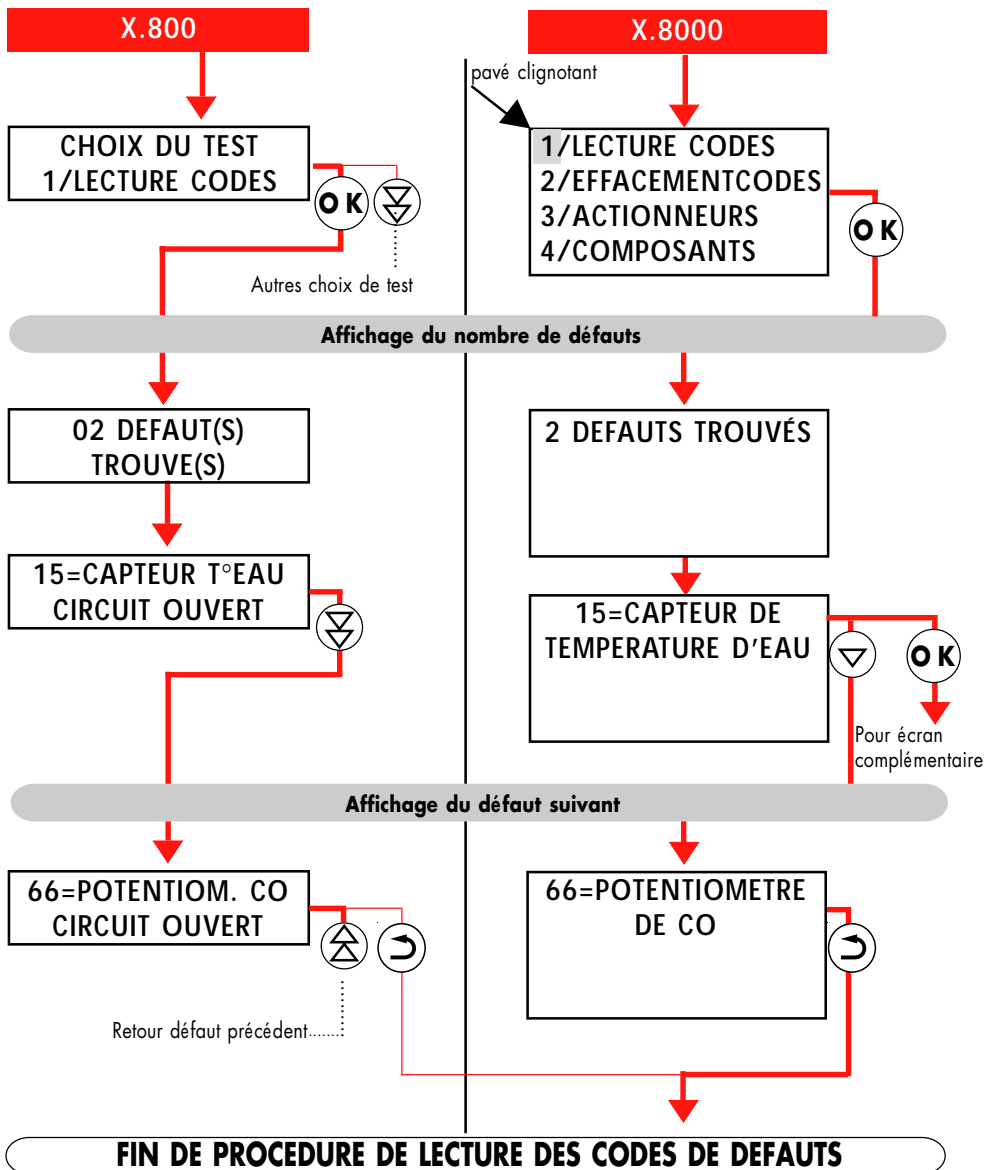 X.800
X.8000
pavé clignotant
CHOIX DU TEST
1/LECTURE CODES
OK
Autres choix de test
1/LECTURE CODES
2/EFFACEMENTCODES
3/ACTIONNEURS
4/COMPOSANTS
OK
Affichage du nombre de défauts
02 DEFAUT(S)
TROUVE(S)
2 DEFAUTS TROUVÉS
15=CAPTEUR T°EAU
CIRCUIT OUVERT
15=CAPTEUR DE
TEMPERATURE D'EAU
OK
Pour écran
complémentaire
Affichage du défaut suivant
66=POTENTIOM. CO
CIRCUIT OUVERT
Retour défaut précédent
66=POTENTIOMETRE
DE CO
FIN DE PROCEDURE DE LECTURE DES CODES DE DEFAUTS